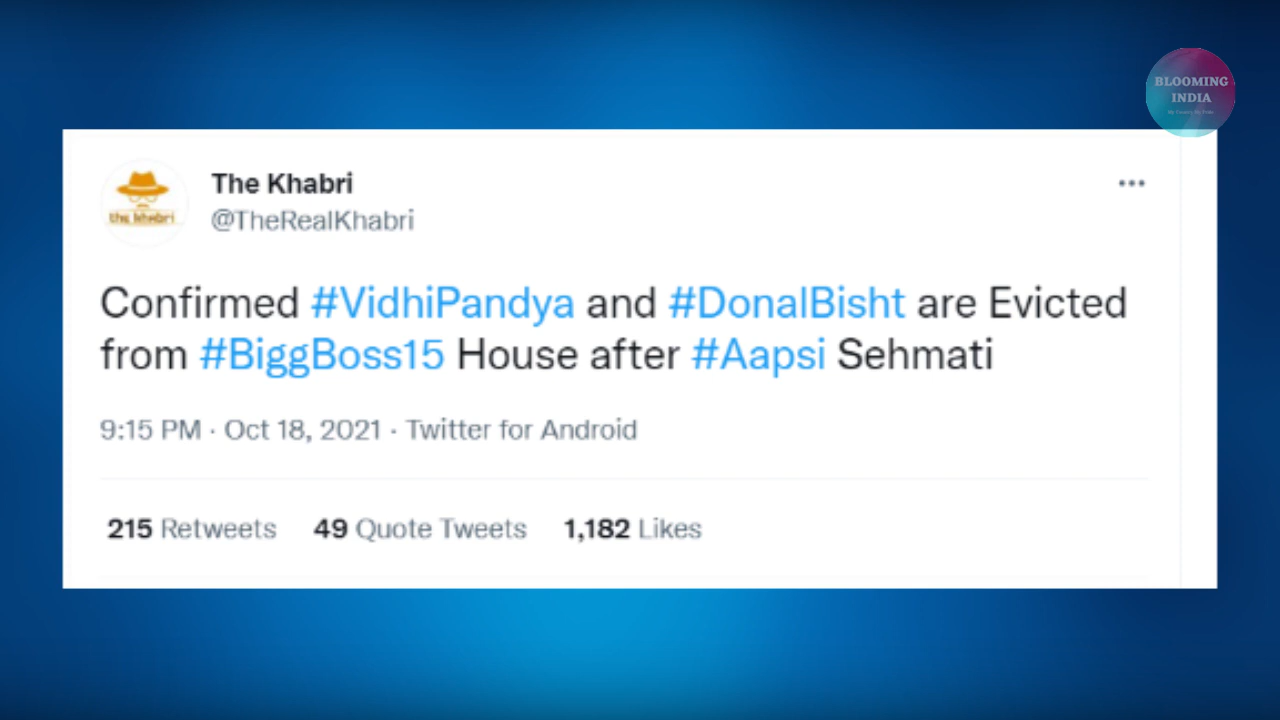 BLOOMING
INDIA
the khabri
The Khabri
@TheRealKhabri
Confirmed #VidhiPandya and #DonalBisht are Evicted
from #BiggBoss15 House after #Aapsi Sehmati
9:15 PM · Oct 18, 2021 · Twitter for Android
215 Retweets 49 Quote Tweets 1,182 Likes